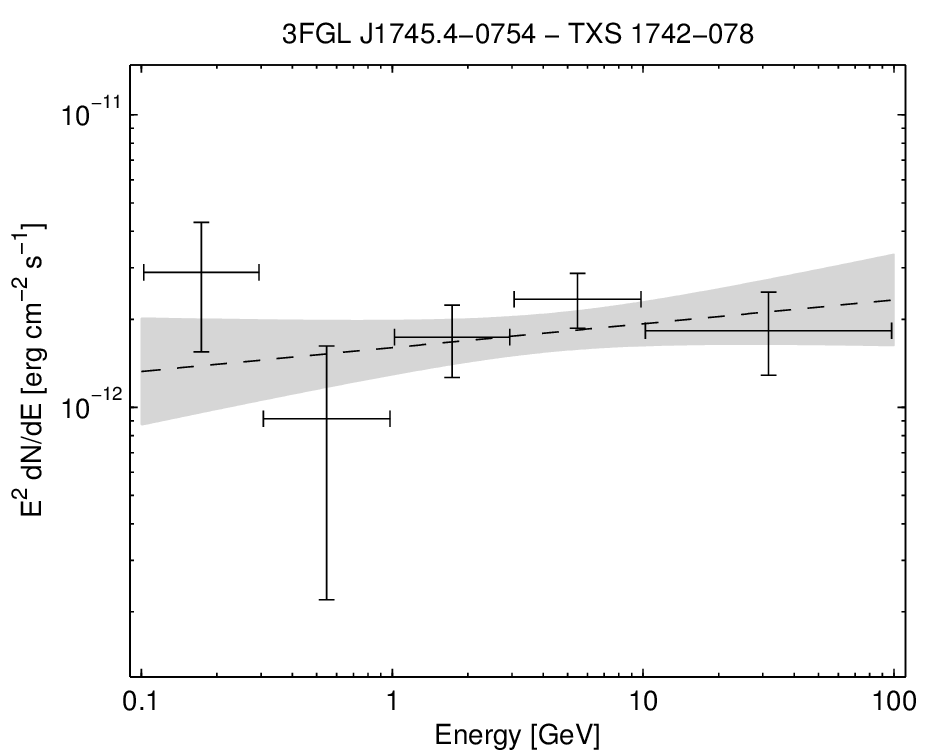 3FGL J1745.4−0754 − TXS 1742−078
10⁻¹¹
10⁻¹²
E² dN/dE [erg cm⁻² s⁻¹]
0.1 1 10 100
Energy [GeV]